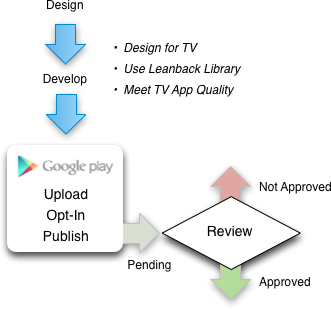 Design
• Design for TV
• Use Leanback Library
Develop
• Meet TV App Quality
Google play
Upload
Opt-In
Publish
Not Approved
Review
Pending
Approved